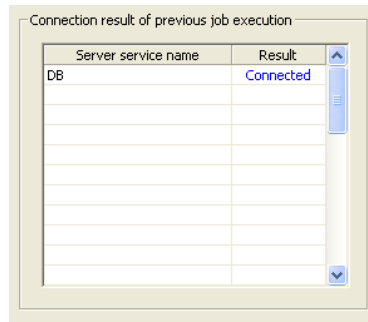 Connection result of previous job execution
Server service name Result
DB Connected